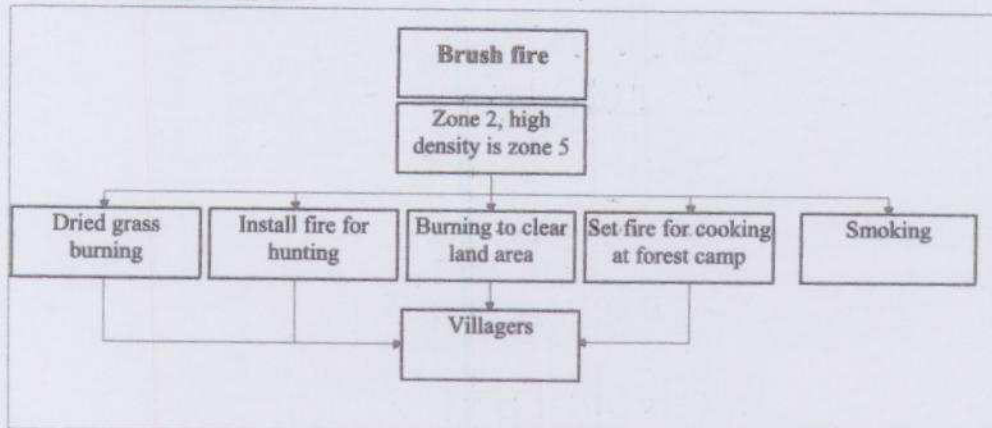 Brush fire
Zone 2, high
density is zone 5
Dried grass
burning
Install fire for
hunting
Burning to clear
land area
Set fire for cooking
at forest camp
Smoking
Villagers